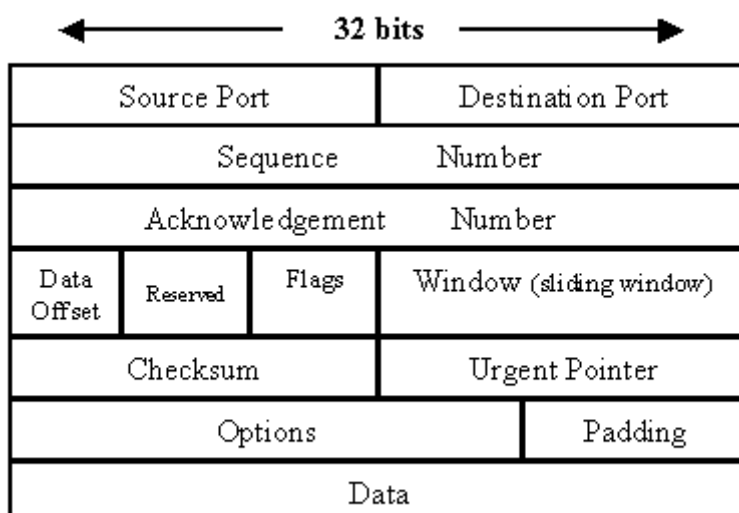 32 bits
Source Port
Destination Port
Sequence Number
Acknowledgement Number
Data
Offset
Reserved
Flags
Window (sliding window)
Checksum
Urgent Pointer
Options
Padding
Data